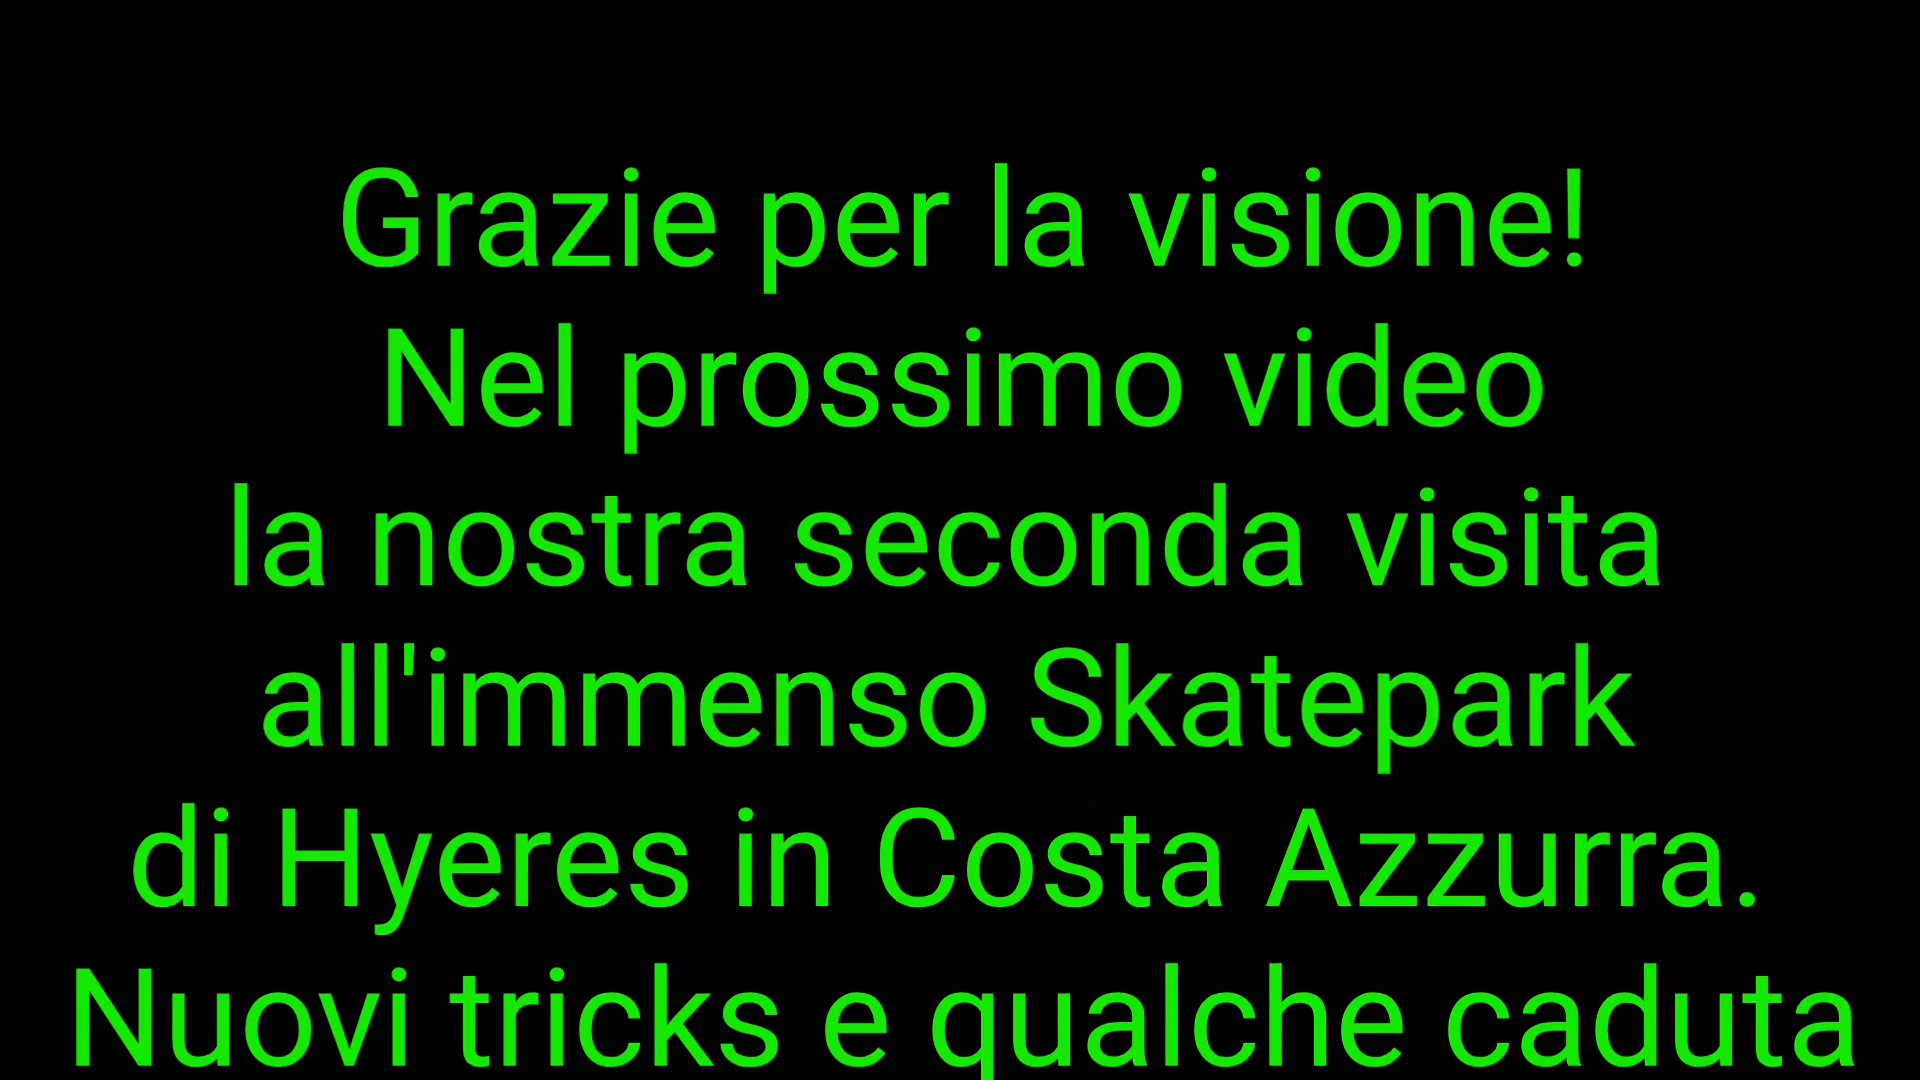 Grazie per la visione!
Nel prossimo video
la nostra seconda visita
all'immenso Skatepark
di Hyeres in Costa Azzurra.
Nuovi tricks e qualche caduta